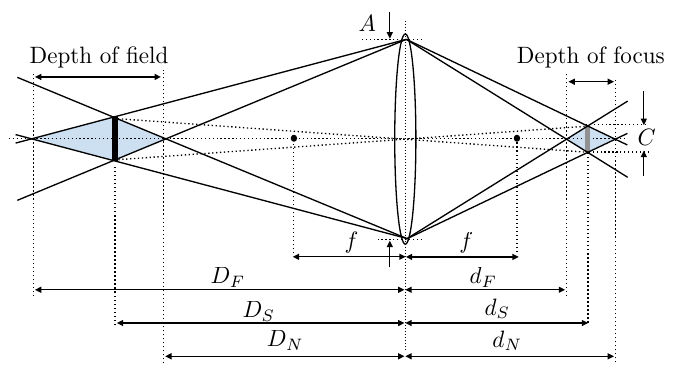 A
Depth of field
Depth of focus
C
f
f
D_F
d_F
D_S
d_S
D_N
d_N